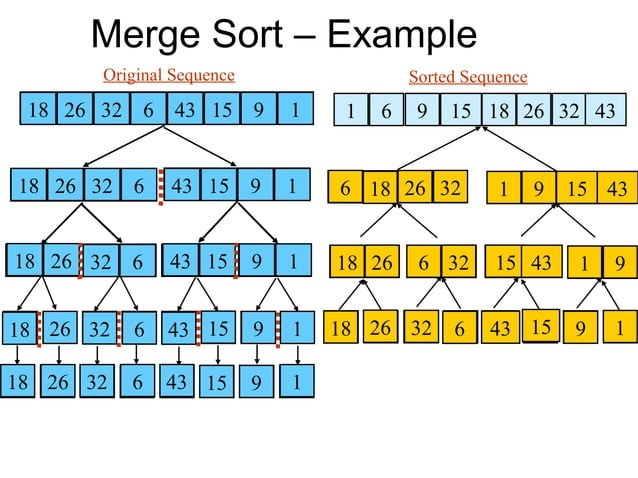 Merge Sort – Example
Original Sequence
Sorted Sequence
18 26 32 6 43 15 9 1
1 6 9 15 18 26 32 43
18 26 32 6 43 15 9 1
6 18 26 32 1 9 15 43
18 26 32 6 43 15 9 1
18 26 6 32 15 43 1 9
18 26 32 6 43 15 9 1
18 26 32 6 43 15 9 1
18 26 32 6 43 15 9 1